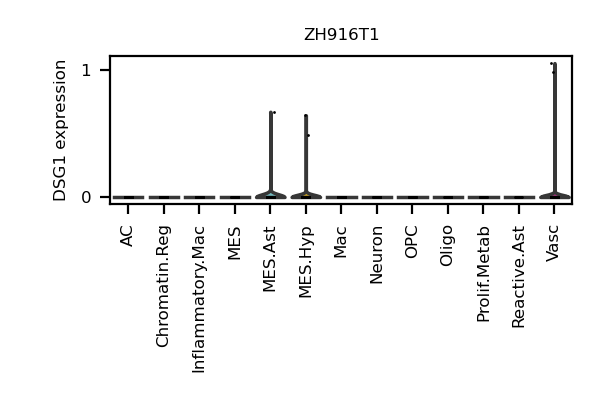 ZH916T1
DSG1 expression
1
0
AC
Chromatin.Reg
Inflammatory.Mac
MES
MES.Ast
MES.Hyp
Mac
Neuron
OPC
Oligo
Prolif.Metab
Reactive.Ast
Vasc